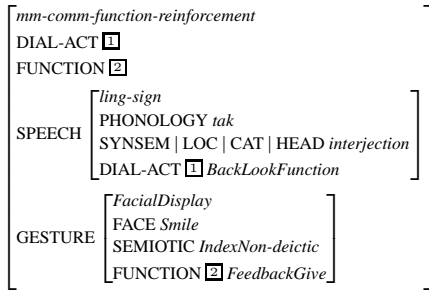 mm-comm-function-reinforcement
DIAL-ACT 1
FUNCTION 2
ling-sign
PHONOLOGY tak
SPEECH SYNSEM | LOC | CAT | HEAD interjection
DIAL-ACT 1 BackLookFunction
FacialDisplay
FACE Smile
GESTURE SEMIOTIC IndexNon-deictic
FUNCTION 2 FeedbackGive